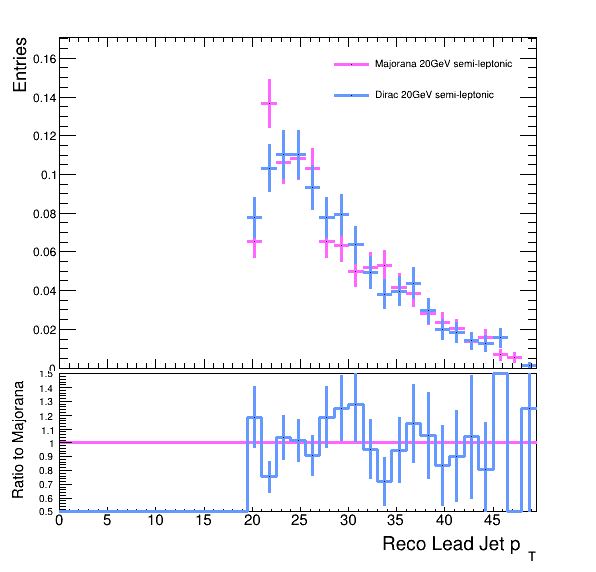 Entries
0.16
0.14
0.12
0.1
0.08
0.06
0.04
0.02
0
Majorana 20GeV semi-leptonic
Dirac 20GeV semi-leptonic
Ratio to Majorana
1.5
1.4
1.3
1.2
1.1
1
0.9
0.8
0.7
0.6
0.5
0 5 10 15 20 25 30 35 40 45
Reco Lead Jet p
T